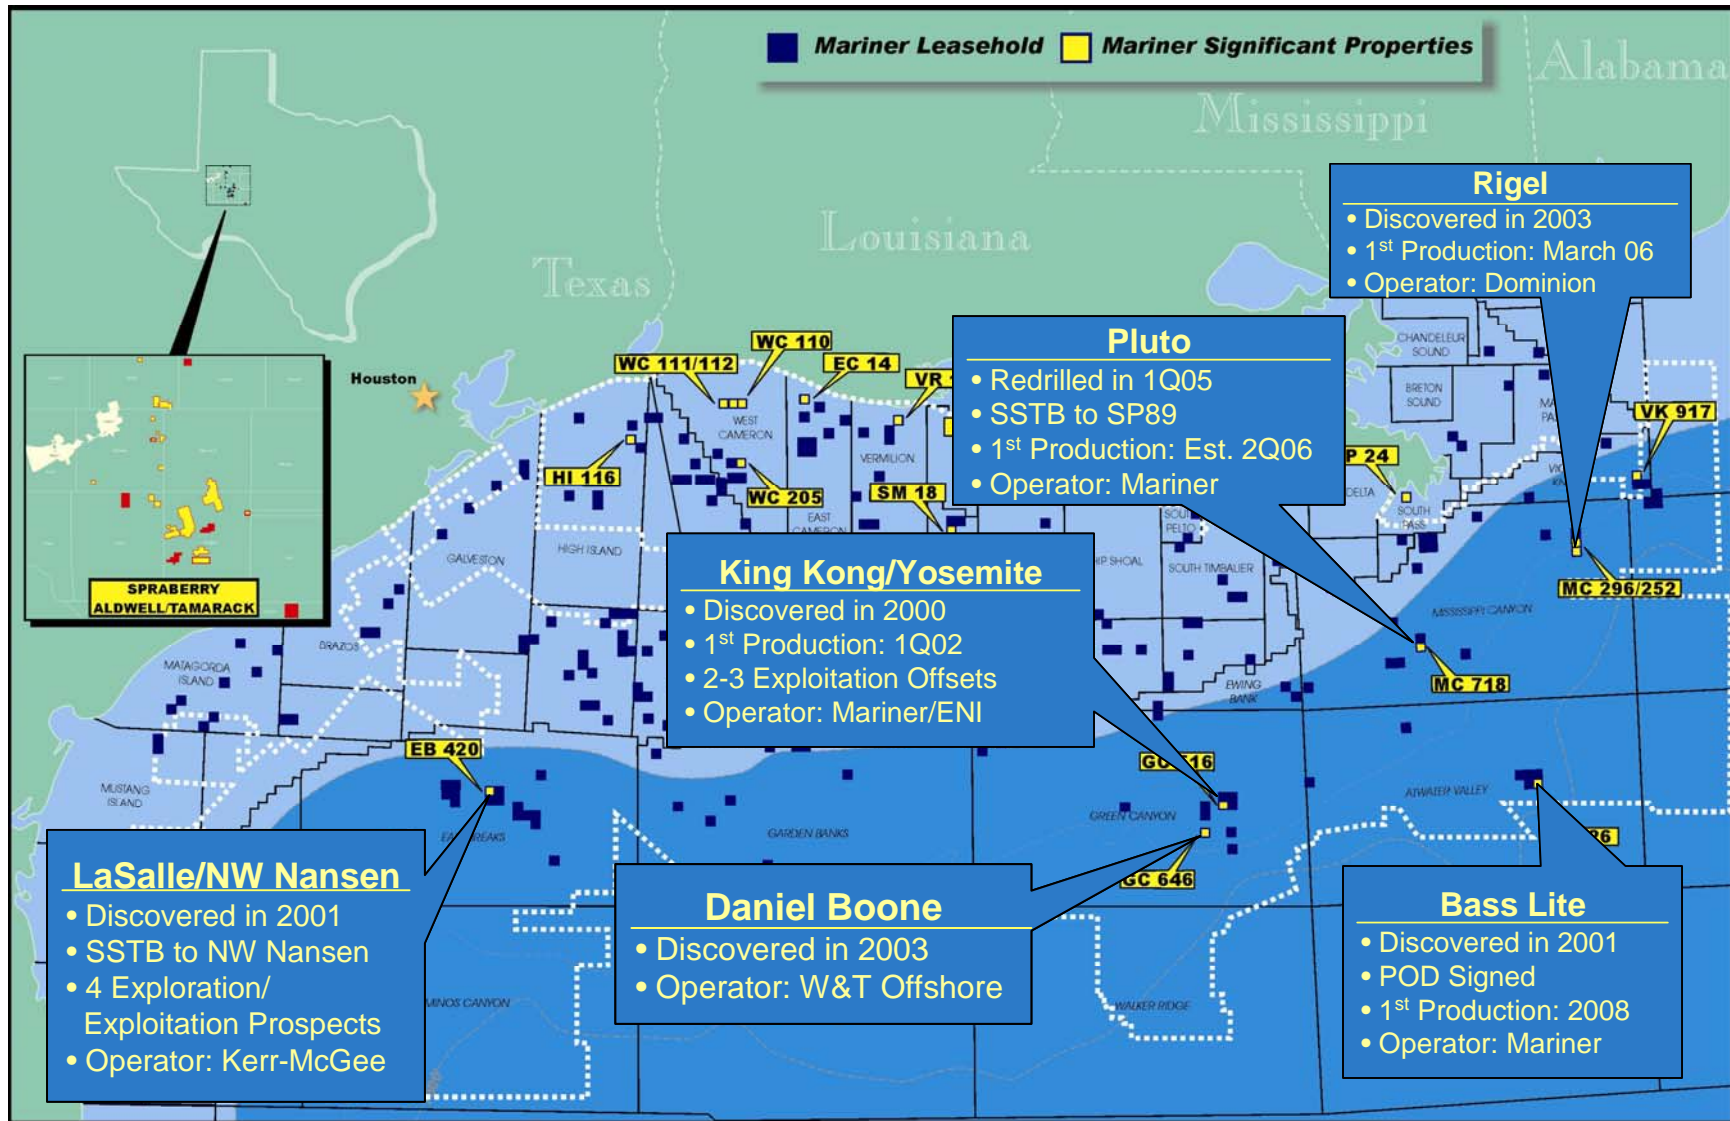 Mariner Leasehold
Mariner Significant Properties
Alabama
Mississippi
Louisiana
Texas
Houston
SPRABERRY
ALDWELL/TAMARACK
Rigel
• Discovered in 2003
• 1st Production: March 06
• Operator: Dominion
Pluto
• Redrilled in 1Q05
• SSTB to SP89
• 1st Production: Est. 2Q06
• Operator: Mariner
King Kong/Yosemite
• Discovered in 2000
• 1st Production: 1Q02
• 2-3 Exploitation Offsets
• Operator: Mariner/ENI
LaSalle/NW Nansen
• Discovered in 2001
• SSTB to NW Nansen
• 4 Exploration/
Exploitation Prospects
• Operator: Kerr-McGee
Daniel Boone
• Discovered in 2003
• Operator: W&T Offshore
Bass Lite
• Discovered in 2001
• POD Signed
• 1st Production: 2008
• Operator: Mariner
WC 111/112
WC 110
EC 14
VR
HI 116
WC 205
SM 18
P 24
VK 917
MC 296/252
MC 718
EB 420
GC 646
CHANDELEUR
SOUND
BRETON
SOUND
WEST
CAMERON
VERMILION
EAST
CAMERON
HIGH ISLAND
GALVESTON
BRAZOS
MATAGORDA
ISLAND
MUSTANG
ISLAND
SOUTH TIMBALIER
SOUTH
PASS
DELTA
EWING
BANK
MISSISSIPPI CANYON
ATWATER VALLEY
GREEN CANYON
GARDEN BANKS
WALKER RIDGE
MINOS CANYON